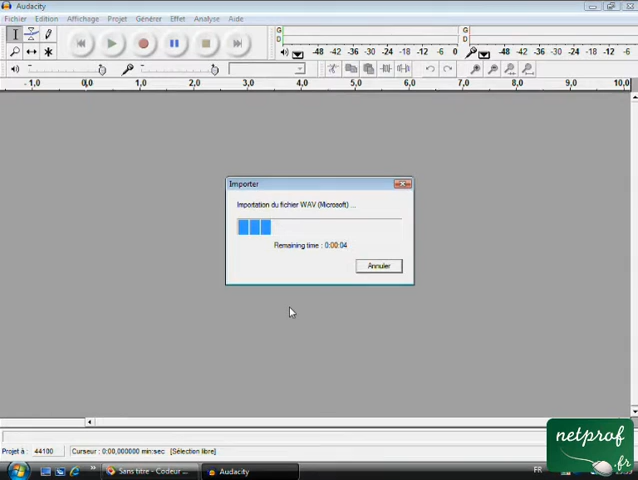 Audacity
Fichier Edition Affichage Projet Générer Effet Analyse Aide
G
D
-48 -42 -36 -30 -24 -18 -12 -6 0
G
D
-48 -42 -36 -30 -24 -18 -12 -6
-1,0 0,0 1,0 2,0 3,0 4,0 5,0 6,0 7,0 8,0 9,0 10,0
Importer
Importation du fichier WAV (Microsoft) ...
Remaining time : 0:00:04
Annuler
Projet à : 44100 Curseur : 0:00,000000 min:sec [Sélection libre]
Sans titre - Codeur ...
Audacity
FR
netprof
.fr